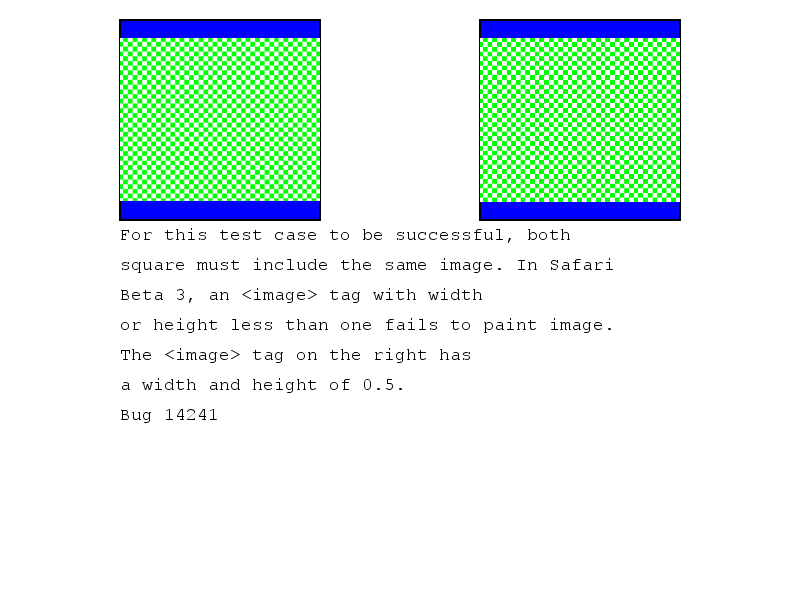 For this test case to be successful, both
square must include the same image. In Safari
Beta 3, an <image> tag with width
or height less than one fails to paint image.
The <image> tag on the right has
a width and height of 0.5.
Bug 14241